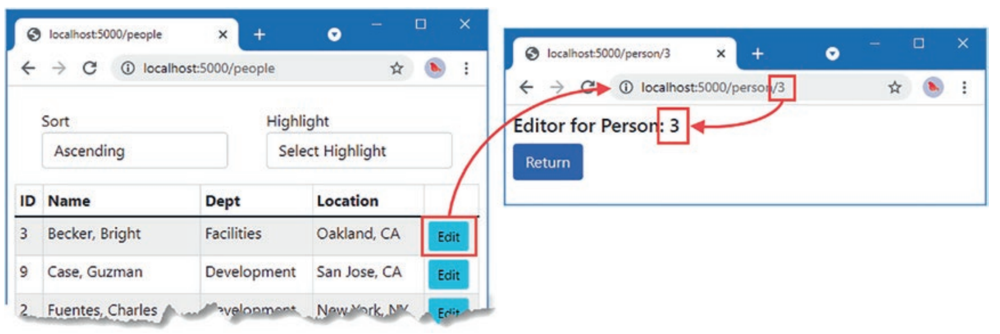 localhost:5000/people
localhost:5000/people
Sort Highlight
Ascending Select Highlight
ID Name Dept Location
3 Becker, Bright Facilities Oakland, CA Edit
9 Case, Guzman Development San Jose, CA Edit
2 Fuentes, Charles Development New York, NY Edit
localhost:5000/person/3
localhost:5000/person/3
Editor for Person: 3
Return